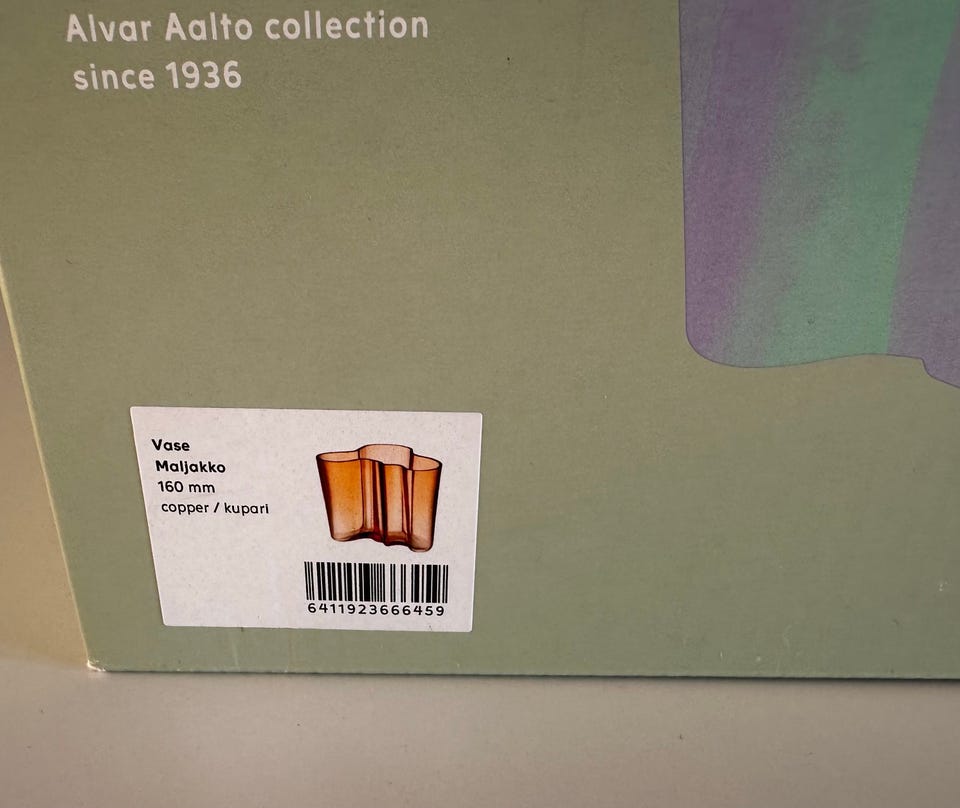 Alvar Aalto collection
since 1936
Vase
Maljakko
160 mm
copper / kupari
6411923666459